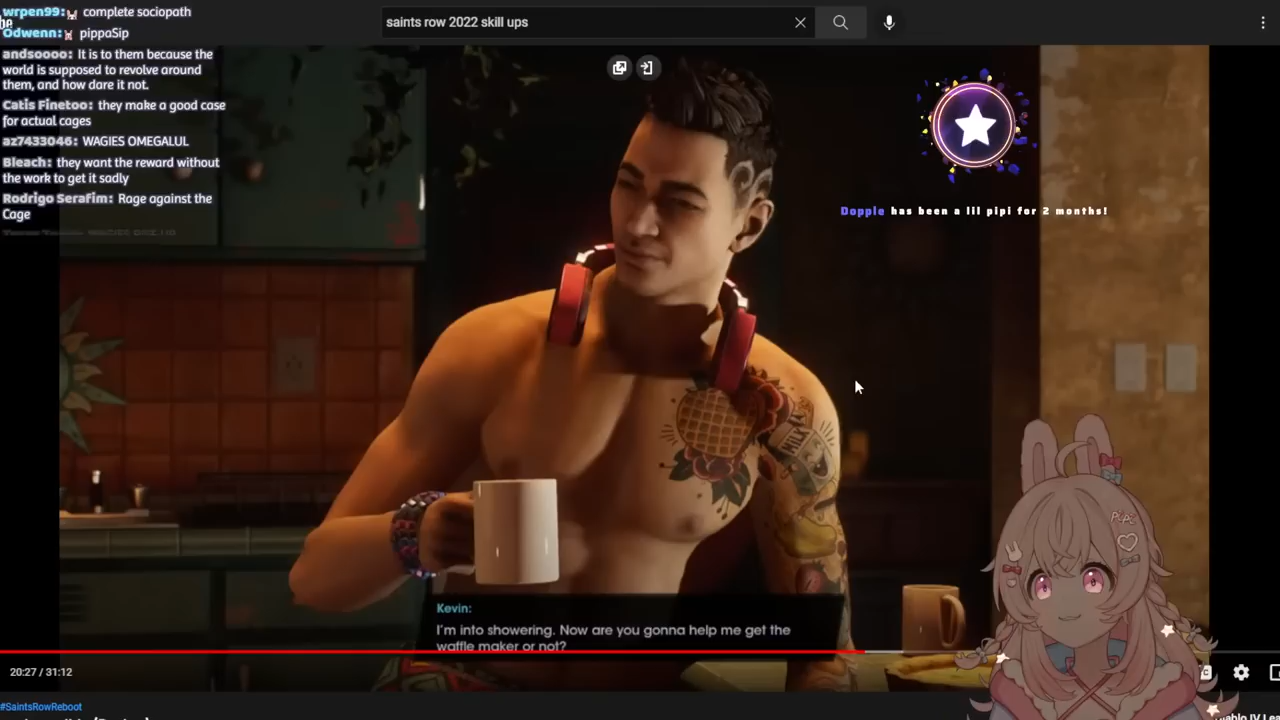 wrpen99: complete sociopath
be
Odwenn: pippaSip
andsoooo: It is to them because the
world is supposed to revolve around
them, and how dare it not.
Catis Finetoo: they make a good case
for actual cages
az7433046: WAGIES OMEGALUL
Bleach: they want the reward without
the work to get it sadly
Rodrigo Serafim: Rage against the
Cage
saints row 2022 skill ups
Dopple has been a lil pipi for 2 months!
MILK
PiPi
Kevin:
I'm into showering. Now are you gonna help me get the
waffle maker or not?
20:27 / 31:12
#SaintsRowReboot